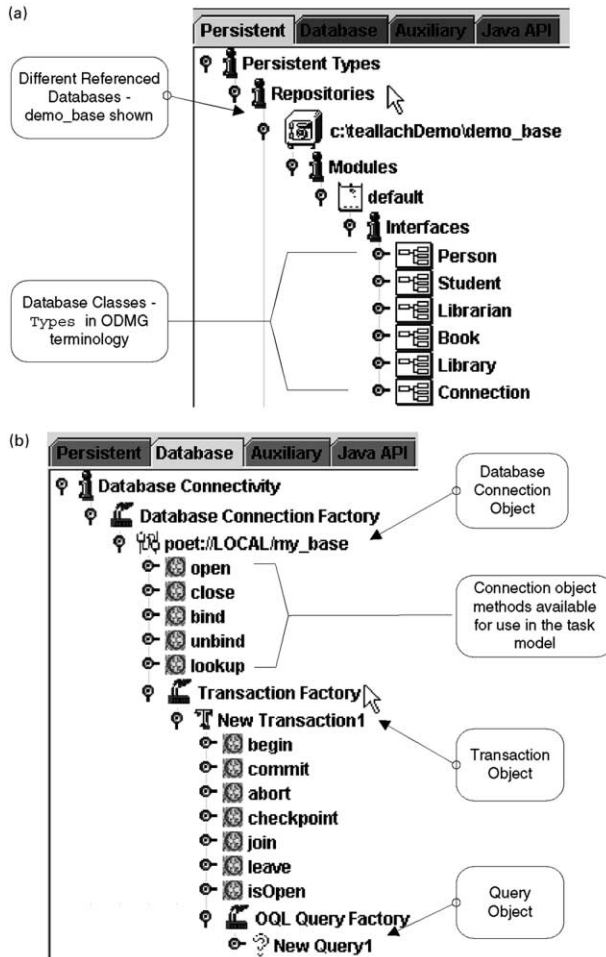 (a)
Persistent Database Auxiliary Java API
Persistent Types
Different Referenced
Databases -
demo_base shown
Repositories
c:\teallachDemo\demo_base
Modules
default
Interfaces
Person
Student
Librarian
Book
Library
Connection
Database Classes -
Types in ODMG
terminology
(b)
Persistent Database Auxiliary Java API
Database Connectivity
Database Connection Factory
poet://LOCAL/my_base
open
close
bind
unbind
lookup
Database
Connection
Object
Connection object
methods available
for use in the task
model
Transaction Factory
New Transaction1
begin
commit
abort
checkpoint
join
leave
isOpen
Transaction
Object
OQL Query Factory
New Query1
Query
Object